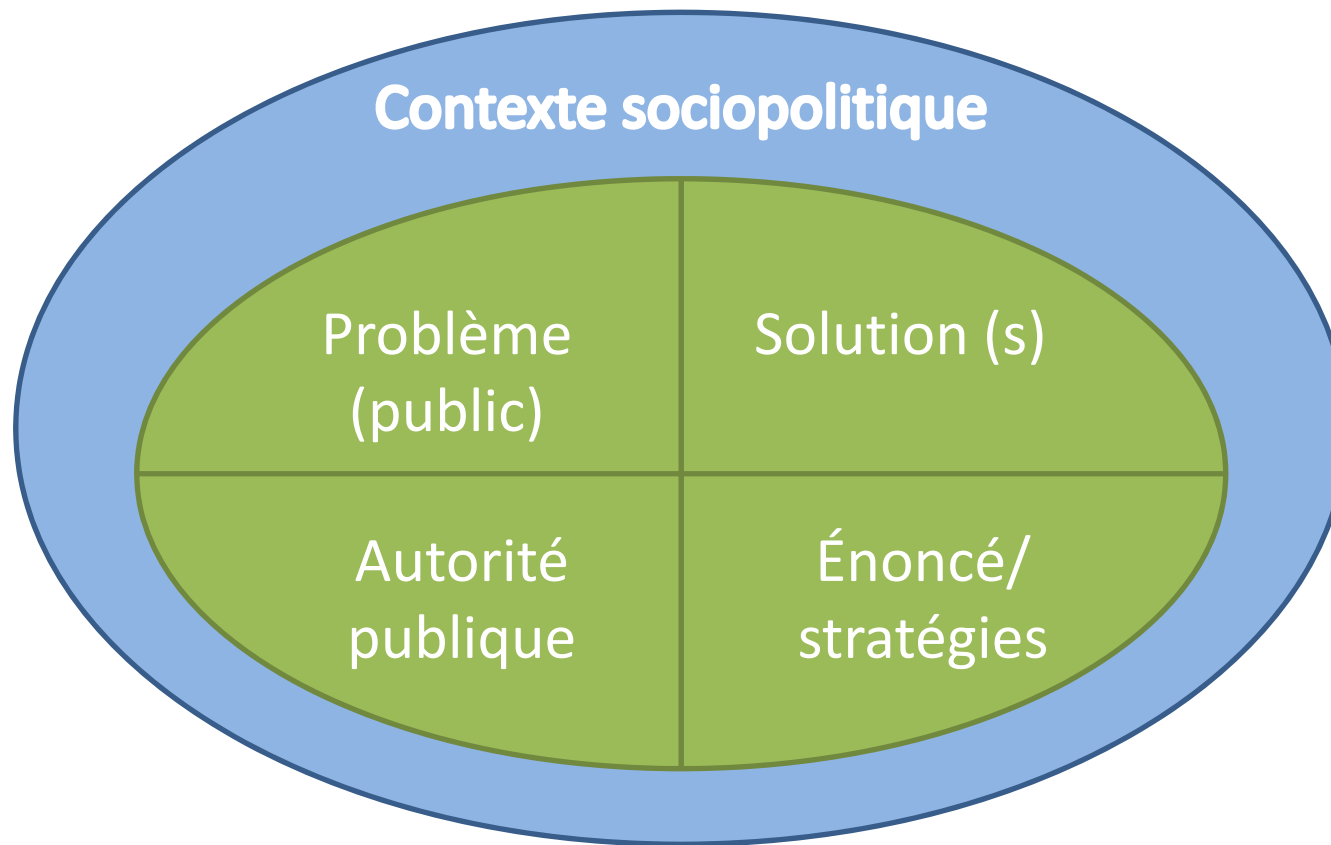 Contexte sociopolitique
Problème
(public)
Solution (s)
Autorité
publique
Énoncé/
stratégies